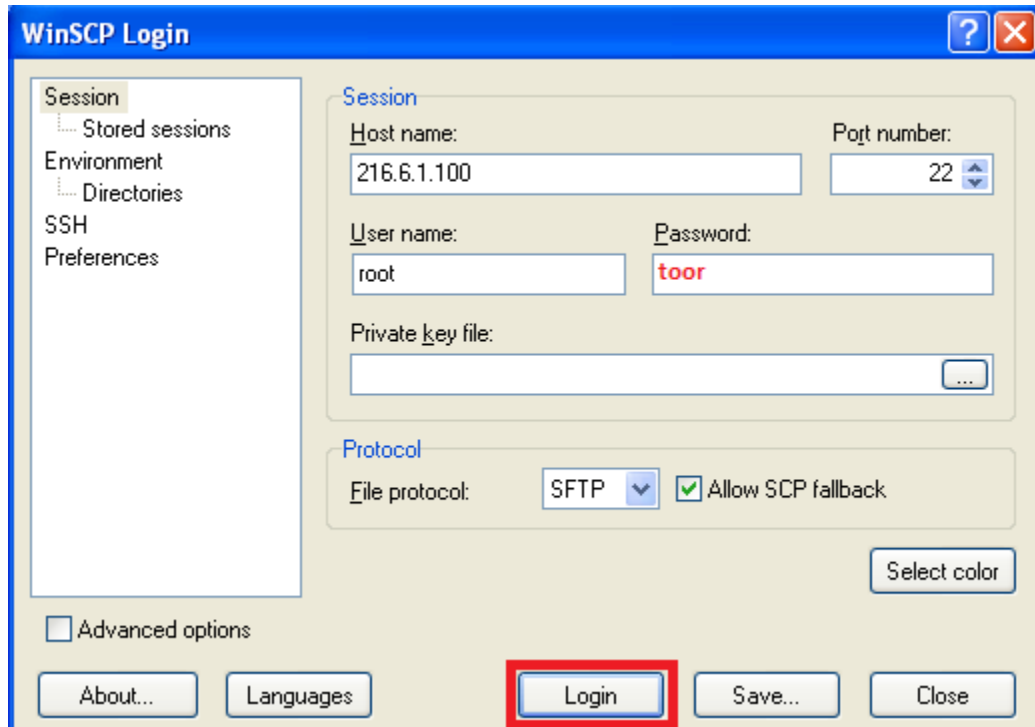 WinSCP Login
Session
Stored sessions
Environment
Directories
SSH
Preferences
Session
Host name: Port number:
216.6.1.100 22
User name: Password:
root toor
Private key file:
...
Protocol
File protocol: SFTP Allow SCP fallback
Select color
Advanced options
About... Languages Login Save... Close